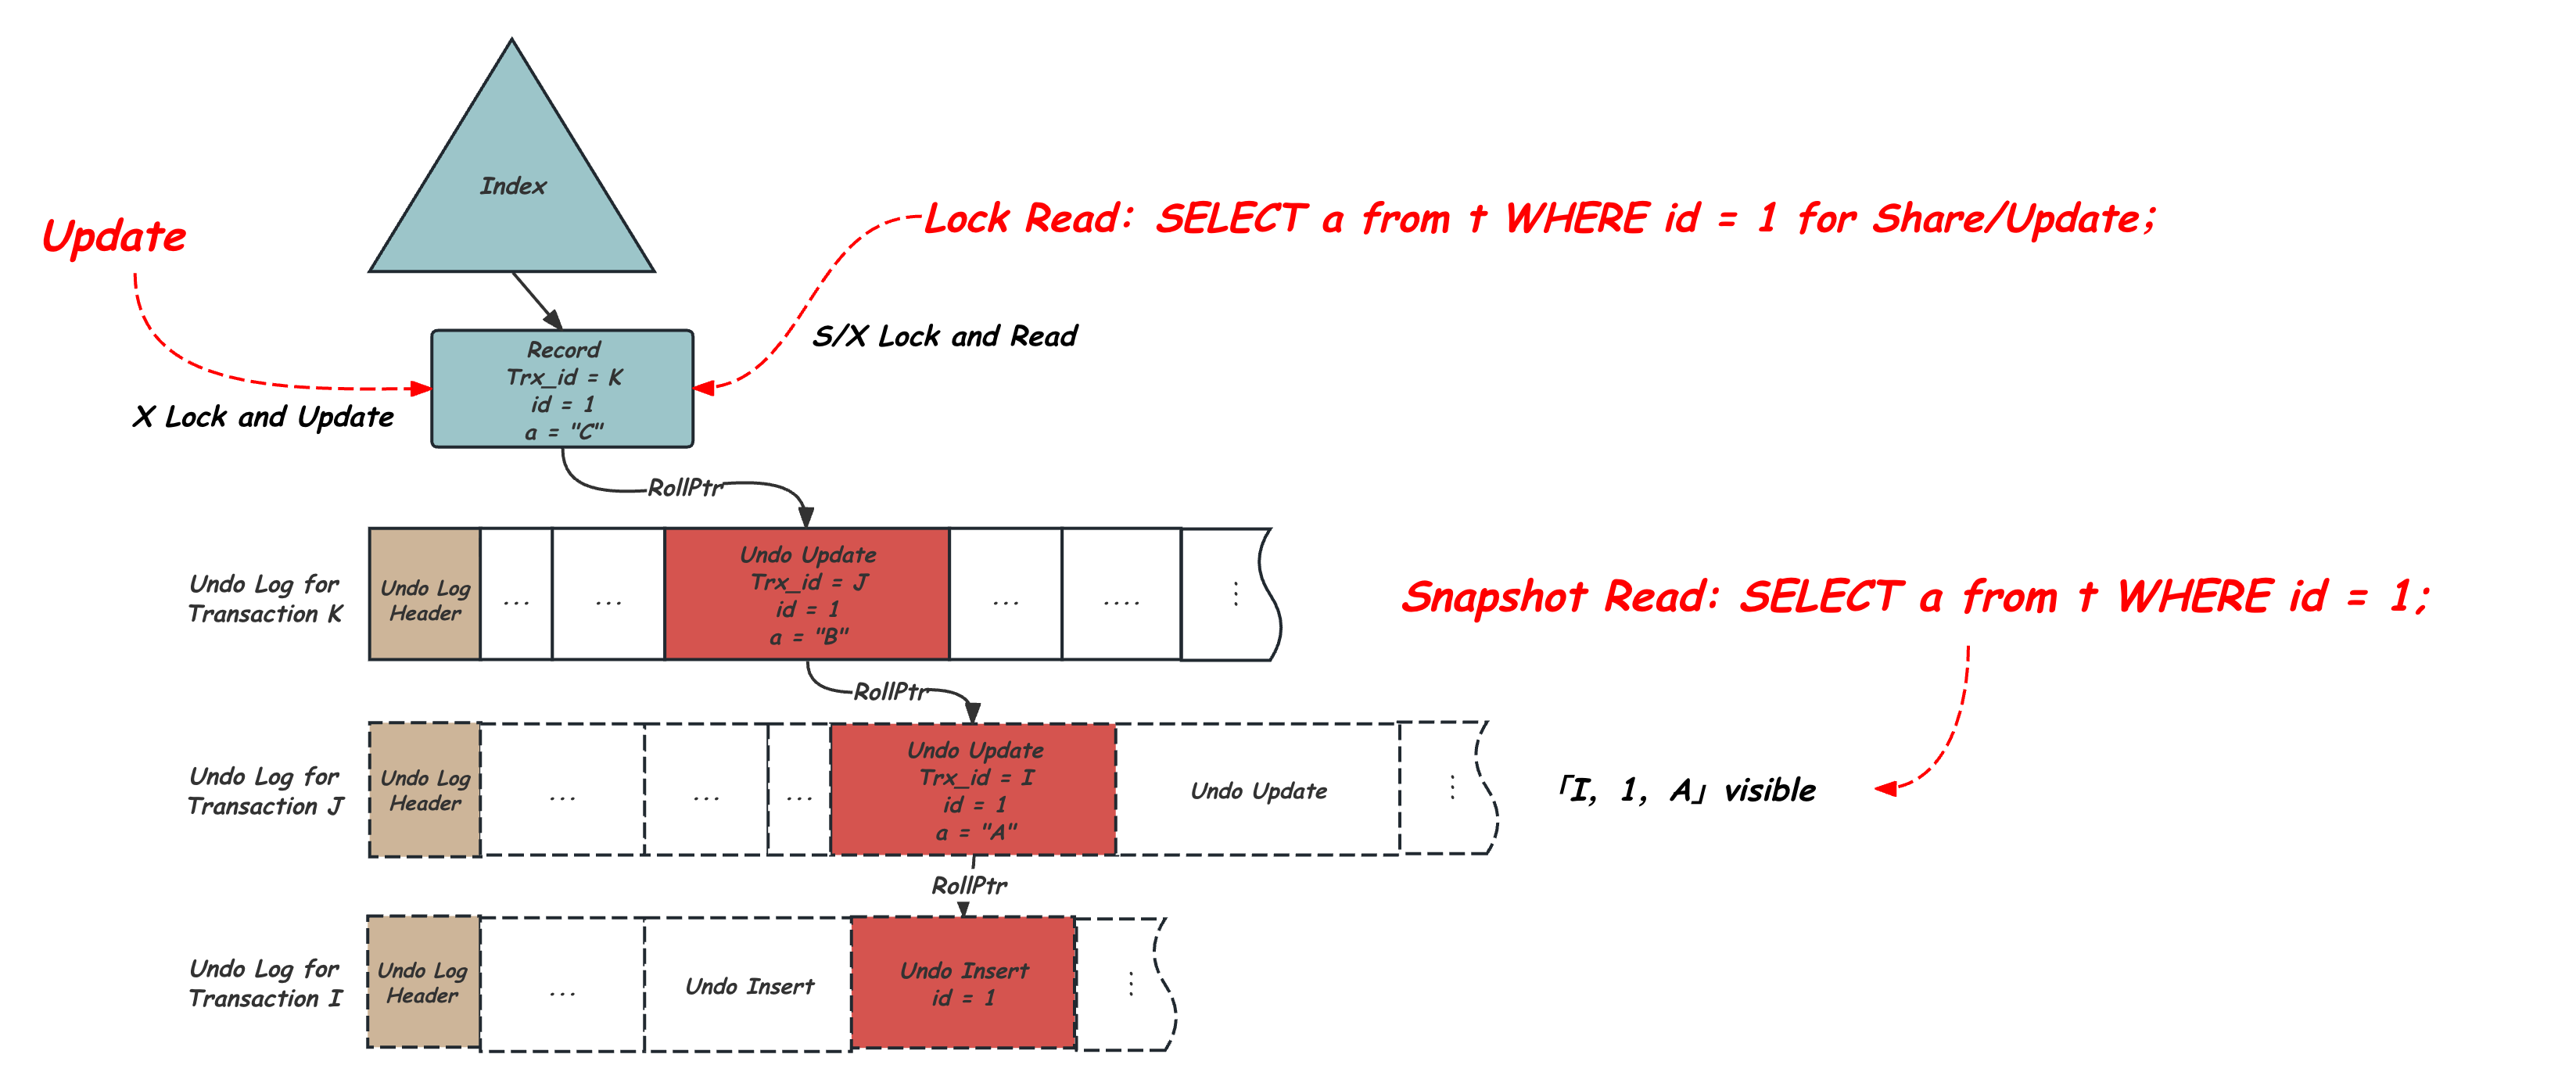 Index
Update
Lock Read: SELECT a from t WHERE id = 1 for Share/Update;
S/X Lock and Read
Record
Trx_id = K
id = 1
a = "C"
X Lock and Update
RollPtr
Undo Log for
Transaction K
Undo Log
Header
...
...
Undo Update
Trx_id = J
id = 1
a = "B"
...
....
...
Snapshot Read: SELECT a from t WHERE id = 1;
RollPtr
Undo Log for
Transaction J
Undo Log
Header
...
...
...
Undo Update
Trx_id = I
id = 1
a = "A"
Undo Update
...
「I, 1, A」 visible
RollPtr
Undo Log for
Transaction I
Undo Log
Header
...
Undo Insert
Undo Insert
id = 1
...